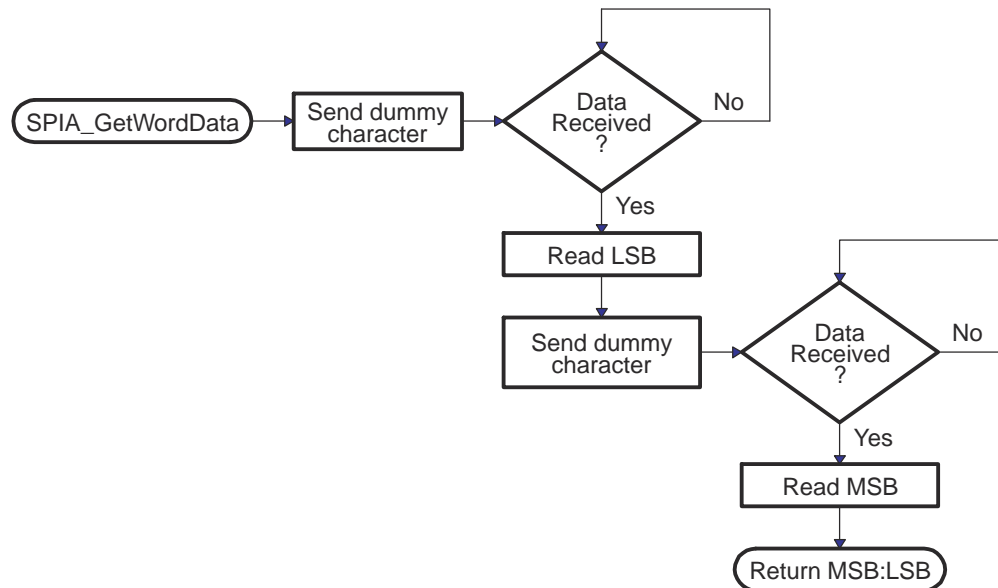 SPIA_GetWordData
Send dummy
character
Data
Received
?
No
Yes
Read LSB
Send dummy
character
Data
Received
?
No
Yes
Read MSB
Return MSB:LSB